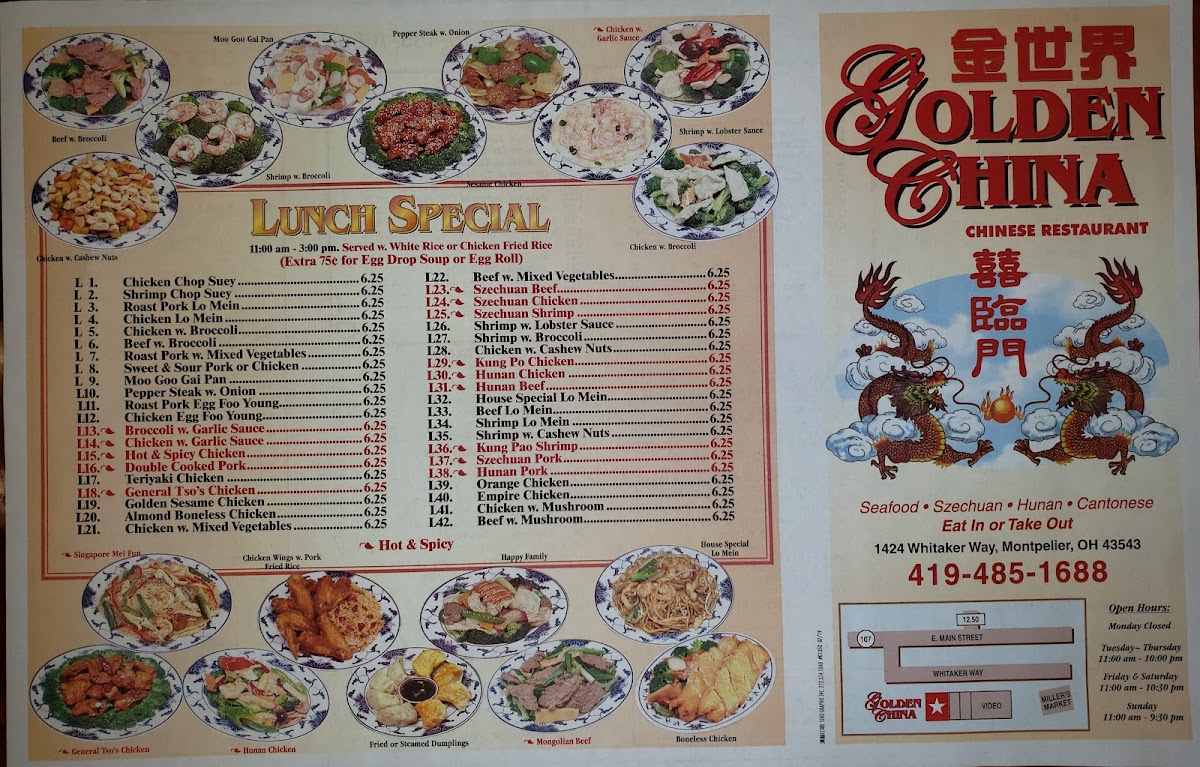 Moo Goo Gai Pan
Pepper Steak w. Onion
Chicken w.
Garlic Sauce
Beef w. Broccoli
Shrimp w. Broccoli
Sesame Chicken
Shrimp w. Lobster Sauce
Chicken w. Cashew Nuts
Chicken w. Broccoli
LUNCH SPECIAL
11:00 am - 3:00 pm. Served w. White Rice or Chicken Fried Rice
(Extra 75¢ for Egg Drop Soup or Egg Roll)
L 1. Chicken Chop Suey 6.25
L 2. Shrimp Chop Suey 6.25
L 3. Roast Pork Lo Mein 6.25
L 4. Chicken Lo Mein 6.25
L 5. Chicken w. Broccoli 6.25
L 6. Beef w. Broccoli 6.25
L 7. Roast Pork w. Mixed Vegetables 6.25
L 8. Sweet & Sour Pork or Chicken 6.25
L 9. Moo Goo Gai Pan 6.25
L10. Pepper Steak w. Onion 6.25
L11. Roast Pork Egg Foo Young 6.25
L12. Chicken Egg Foo Young 6.25
L13. Broccoli w. Garlic Sauce 6.25
L14. Chicken w. Garlic Sauce 6.25
L15. Hot & Spicy Chicken 6.25
L16. Double Cooked Pork 6.25
L17. Teriyaki Chicken 6.25
L18. General Tso's Chicken 6.25
L19. Golden Sesame Chicken 6.25
L20. Almond Boneless Chicken 6.25
L21. Chicken w. Mixed Vegetables 6.25
L22. Beef w. Mixed Vegetables 6.25
L23. Szechuan Beef 6.25
L24. Szechuan Chicken 6.25
L25. Szechuan Shrimp 6.25
L26. Shrimp w. Lobster Sauce 6.25
L27. Shrimp w. Broccoli 6.25
L28. Chicken w. Cashew Nuts 6.25
L29. Kung Po Chicken 6.25
L30. Hunan Chicken 6.25
L31. Hunan Beef 6.25
L32. House Special Lo Mein 6.25
L33. Beef Lo Mein 6.25
L34. Shrimp Lo Mein 6.25
L35. Shrimp w. Cashew Nuts 6.25
L36. Kung Pao Shrimp 6.25
L37. Szechuan Pork 6.25
L38. Hunan Pork 6.25
L39. Orange Chicken 6.25
L40. Empire Chicken 6.25
L41. Chicken w. Mushroom 6.25
L42. Beef w. Mushroom 6.25
Hot & Spicy
Singapore Mei Fun
Chicken Wings w. Pork
Fried Rice
Happy Family
House Special
Lo Mein
General Tso's Chicken
Hunan Chicken
Fried or Steamed Dumplings
Mongolian Beef
Boneless Chicken
金世界
GOLDEN
CHINA
CHINESE RESTAURANT
囍臨門
Seafood • Szechuan • Hunan • Cantonese
Eat In or Take Out
1424 Whitaker Way, Montpelier, OH 43543
419-485-1688
12.50
107
E. MAIN STREET
WHITAKER WAY
GOLDEN
CHINA
VIDEO
MILLER'S
MARKET
Open Hours:
Monday Closed
Tuesday~ Thursday
11:00 am - 10:00 pm
Friday & Saturday
11:00 am - 10:30 pm
Sunday
11:00 am - 9:30 pm